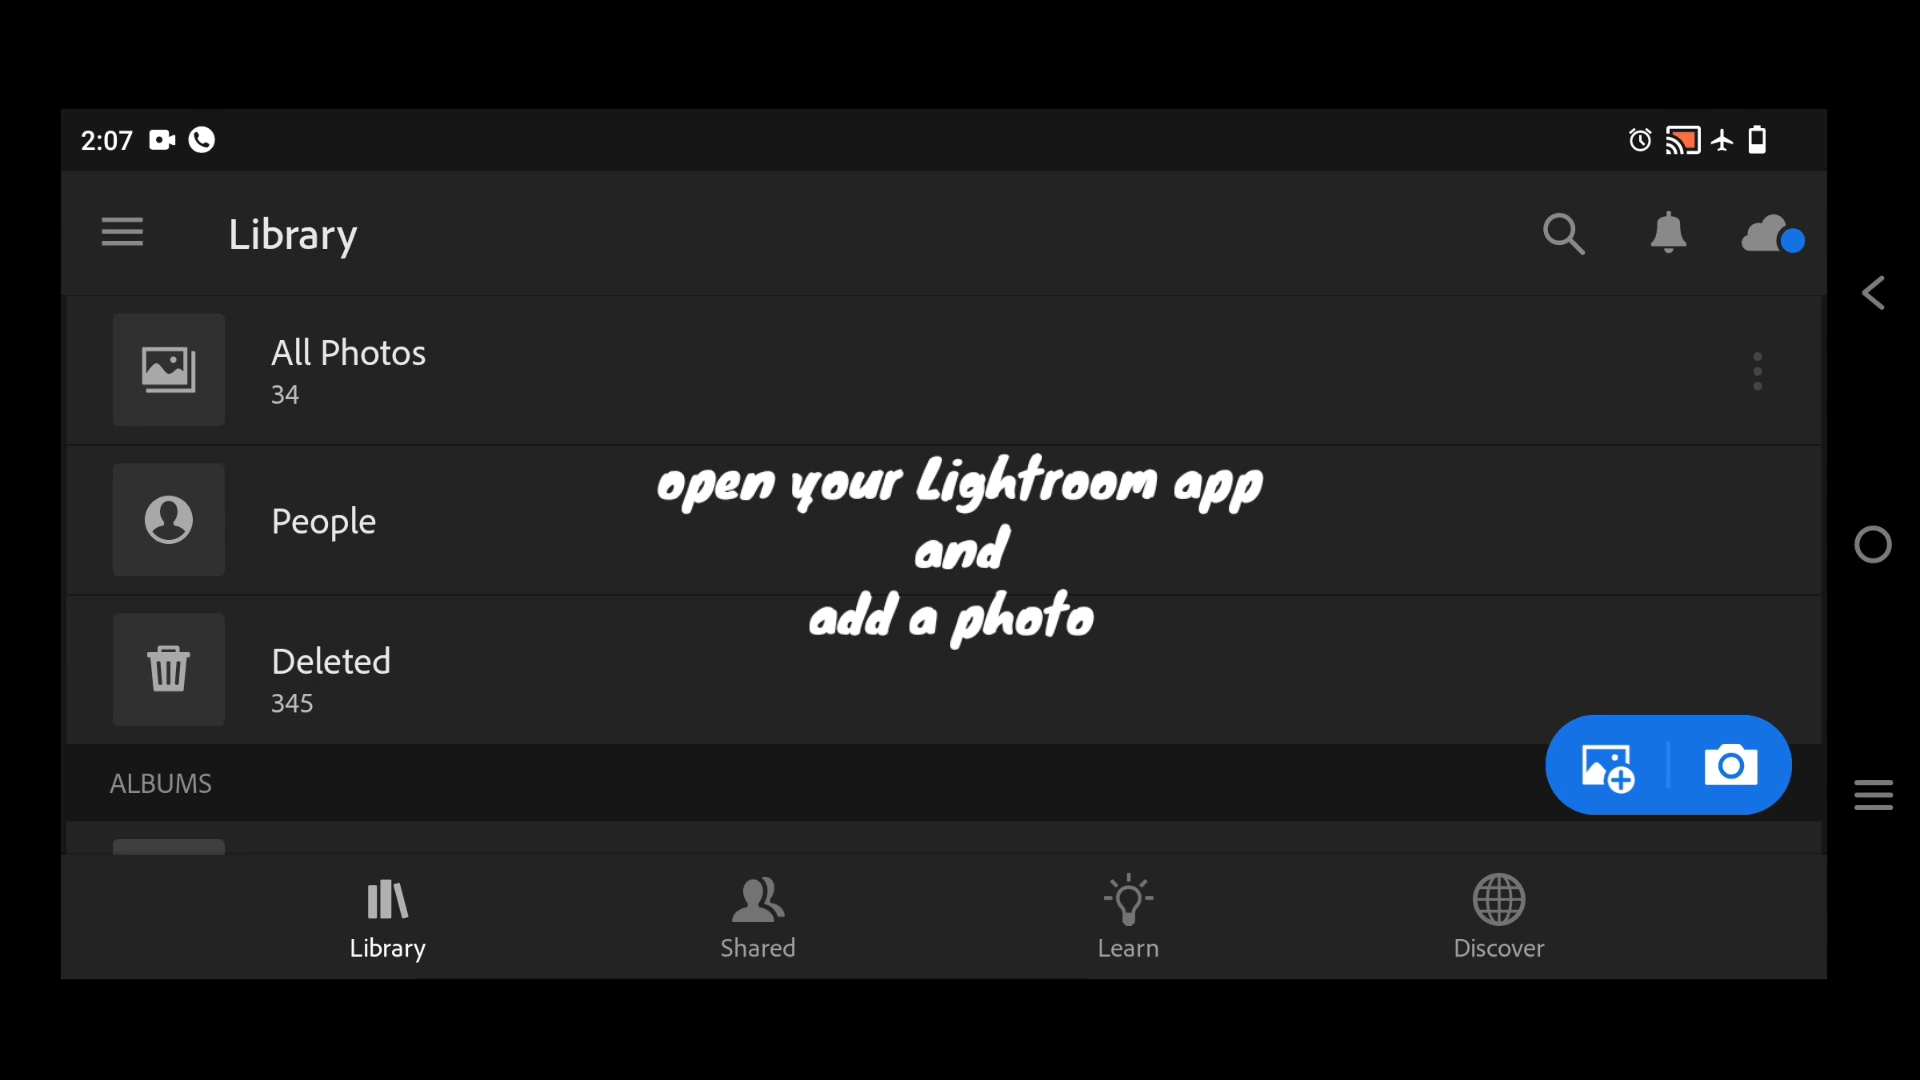 2:07
Library
All Photos
34
People
open your Lightroom app
and
add a photo
Deleted
345
ALBUMS
Library
Shared
Learn
Discover